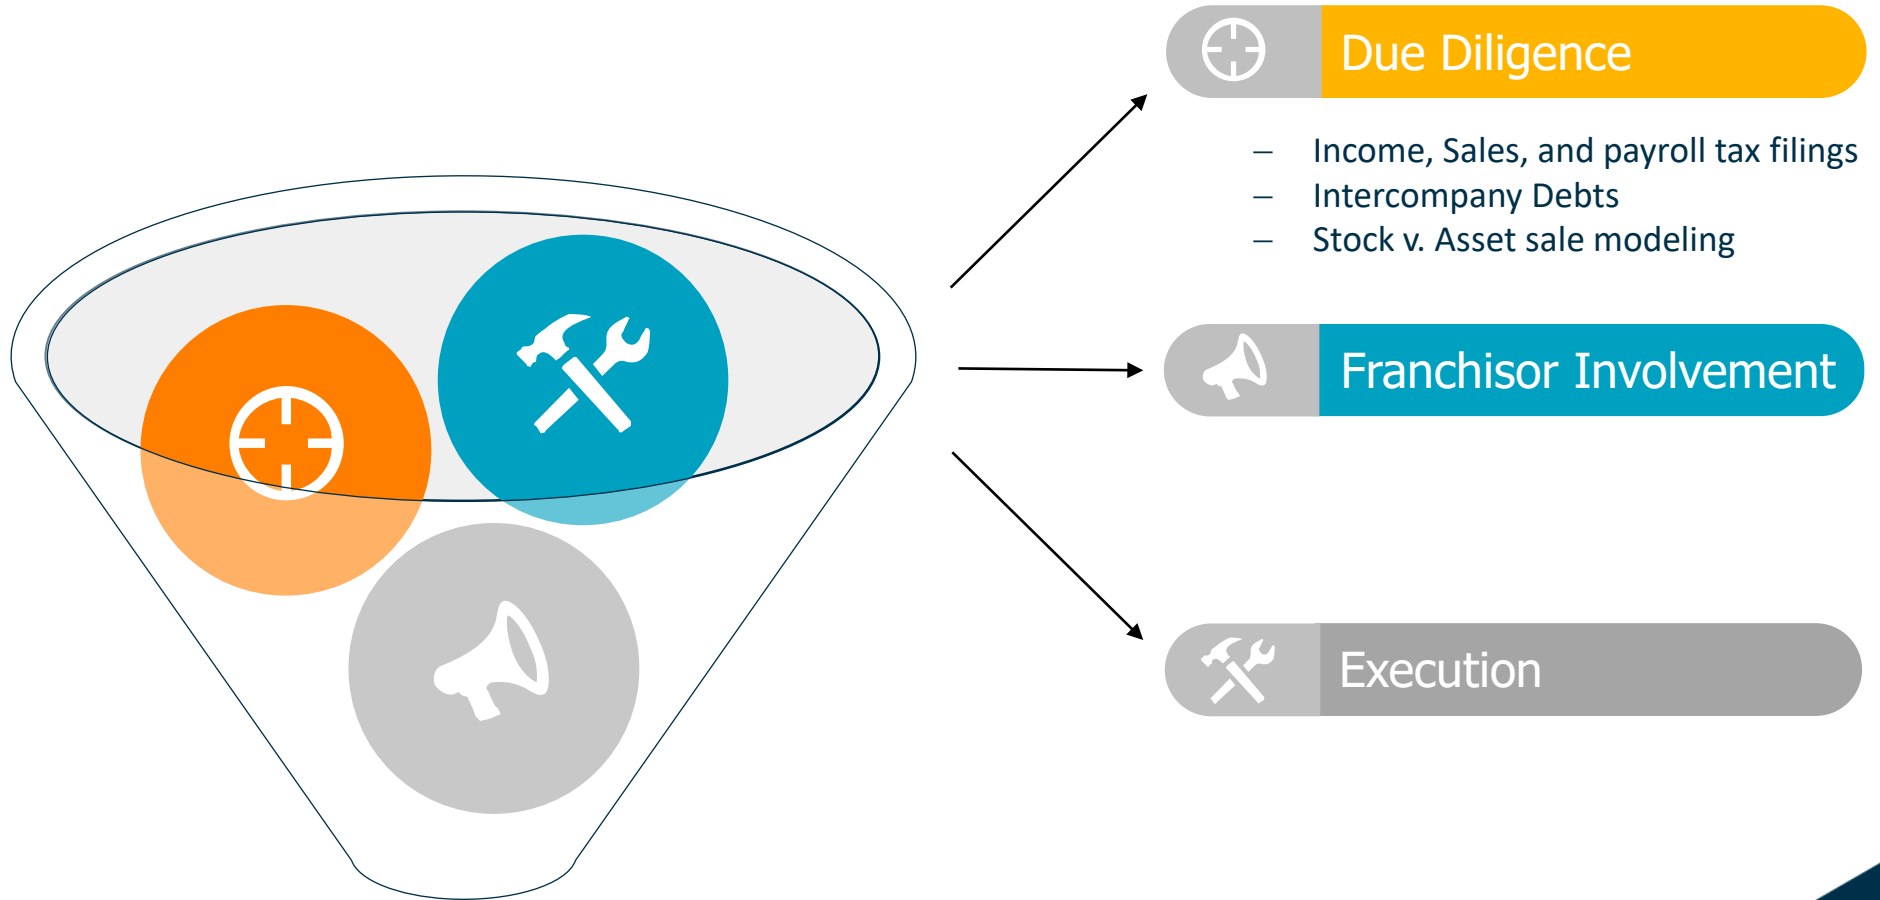 Due Diligence
– Income, Sales, and payroll tax filings
– Intercompany Debts
– Stock v. Asset sale modeling
Franchisor Involvement
Execution